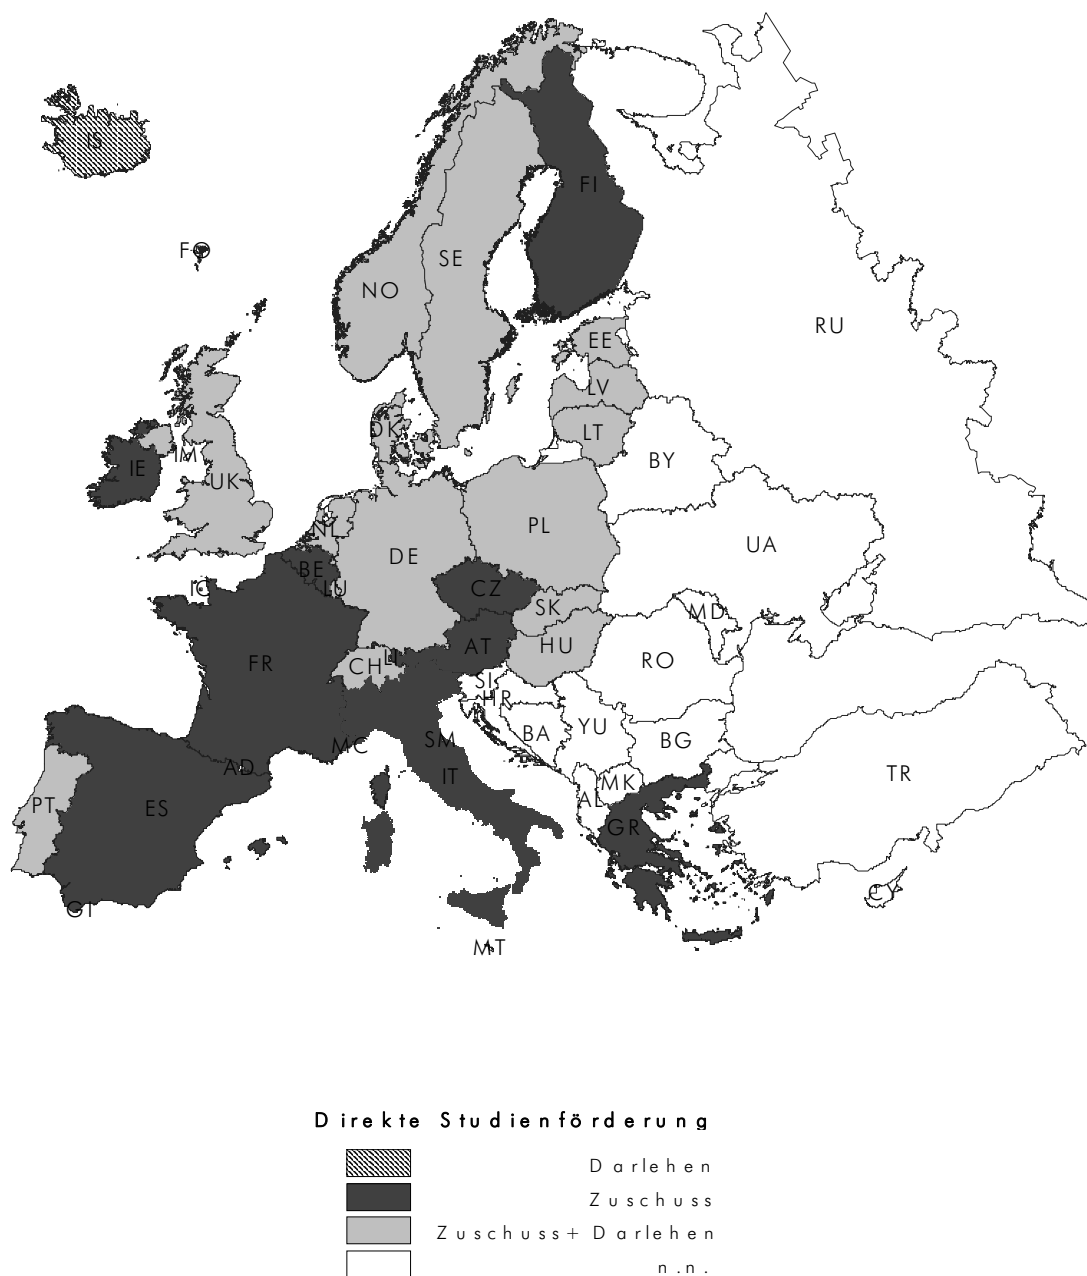 IS
FI
FO
SE
NO
RU
EE
LV
DK
LT
IE
IM
BY
UK
PL
NL
UA
DE
BE
CZ
LU
SK
MD
AT
HU
FR
CH
LI
RO
SI
HR
YU
BA
MC
SM
BG
AD
IT
TR
MK
PT
ES
AL
GR
CY
GI
MT
Direkte Studienförderung
Darlehen
Zuschuss
Zuschuss+ Darlehen
n.n.